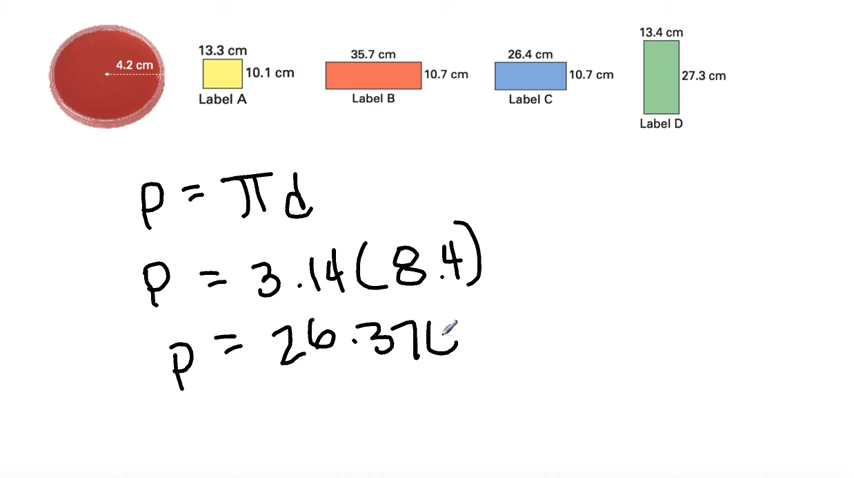 4.2 cm
13.3 cm
10.1 cm
Label A
35.7 cm
10.7 cm
Label B
26.4 cm
10.7 cm
Label C
13.4 cm
27.3 cm
Label D
P = πd
P = 3.14(8.4)
P = 26.37